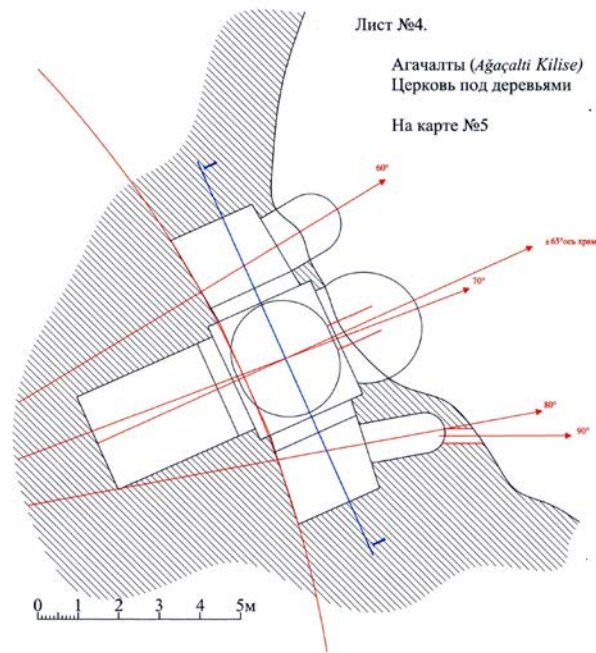 Лист №4.
Агачалты (Ağaçalti Kilise)
Церковь под деревьями
На карте №5
I
60°
±65°ось храм
70°
80°
90°
I
0 1 2 3 4 5м